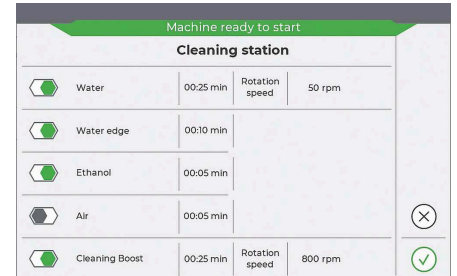 Machine ready to start
Cleaning station
Water 00:25 min Rotation speed 50 rpm
Water edge 00:10 min
Ethanol 00:05 min
Air 00:05 min
Cleaning Boost 00:25 min Rotation speed 800 rpm